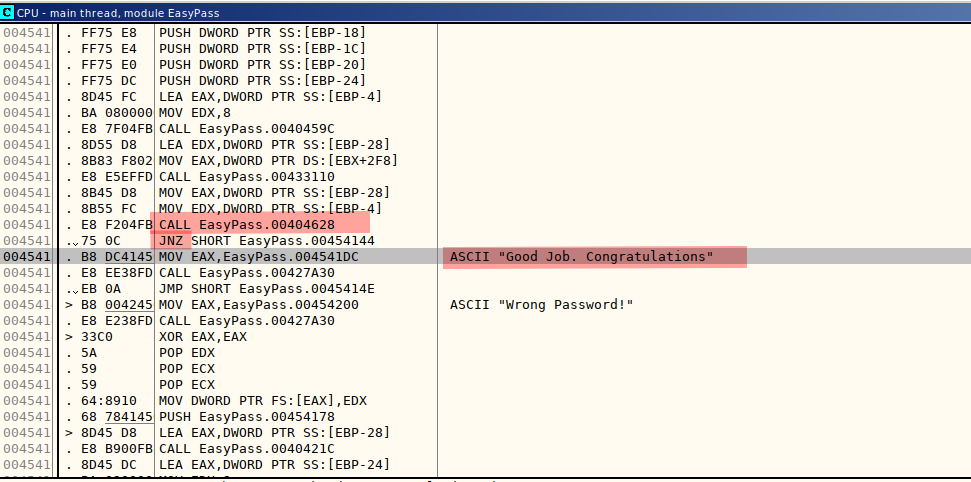 C CPU - main thread, module EasyPass
004541 . FF75 E8 PUSH DWORD PTR SS:[EBP-18]
004541 . FF75 E4 PUSH DWORD PTR SS:[EBP-1C]
004541 . FF75 E0 PUSH DWORD PTR SS:[EBP-20]
004541 . FF75 DC PUSH DWORD PTR SS:[EBP-24]
004541 . 8D45 FC LEA EAX,DWORD PTR SS:[EBP-4]
004541 . BA 080000 MOV EDX,8
004541 . E8 7F04FB CALL EasyPass.0040459C
004541 . 8D55 D8 LEA EDX,DWORD PTR SS:[EBP-28]
004541 . 8B83 F802 MOV EAX,DWORD PTR DS:[EBX+2F8]
004541 . E8 E5EFFD CALL EasyPass.00433110
004541 . 8B45 D8 MOV EAX,DWORD PTR SS:[EBP-28]
004541 . 8B55 FC MOV EDX,DWORD PTR SS:[EBP-4]
004541 . E8 F204FB CALL EasyPass.00404628
004541 . 75 0C JNZ SHORT EasyPass.00454144
004541 . B8 DC4145 MOV EAX,EasyPass.004541DC ASCII "Good Job. Congratulations"
004541 . E8 EE38FD CALL EasyPass.00427A30
004541 . EB 0A JMP SHORT EasyPass.0045414E
004541 > B8 004245 MOV EAX,EasyPass.00454200 ASCII "Wrong Password!"
004541 . E8 E238FD CALL EasyPass.00427A30
004541 > 33C0 XOR EAX,EAX
004541 . 5A POP EDX
004541 . 59 POP ECX
004541 . 59 POP ECX
004541 . 64:8910 MOV DWORD PTR FS:[EAX],EDX
004541 . 68 784145 PUSH EasyPass.00454178
004541 > 8D45 D8 LEA EAX,DWORD PTR SS:[EBP-28]
004541 . E8 B900FB CALL EasyPass.0040421C
004541 . 8D45 DC LEA EAX,DWORD PTR SS:[EBP-24]